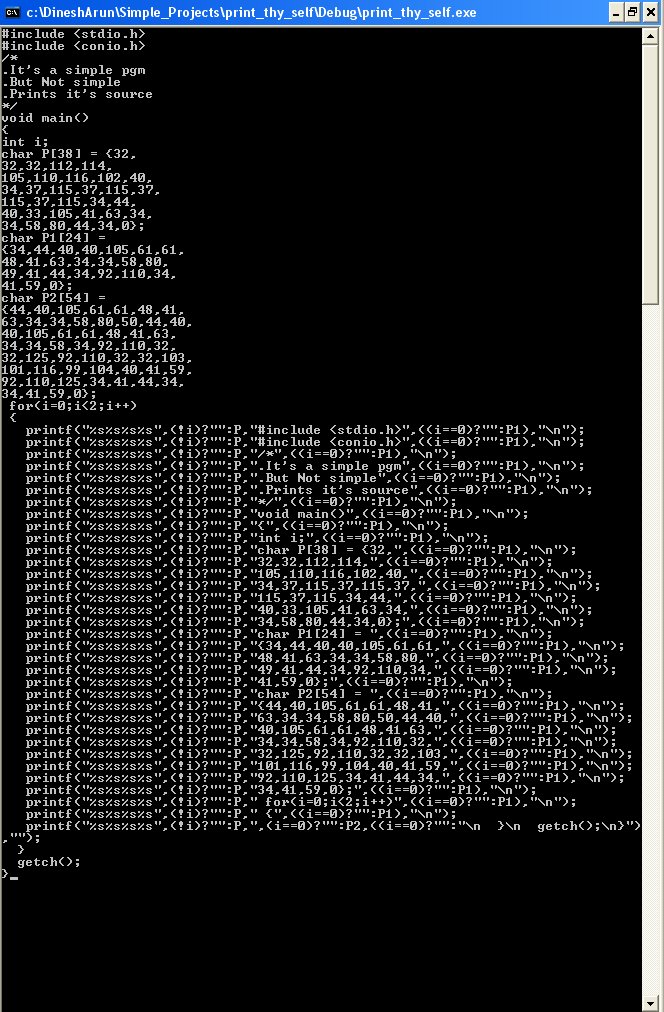 c:\DineshArun\Simple_Projects\print_thy_self\Debug\print_thy_self.exe
#include <stdio.h>
#include <conio.h>
/*
.It's a simple pgm
.But Not simple
.Prints it's source
*/
void main()
{
int i;
char P[38] = {32,
32,32,112,114,
105,110,116,102,40,
34,37,115,37,115,37,
115,37,115,34,44,
40,33,105,41,63,34,
34,58,80,44,34,0};
char P1[24] =
{34,44,40,40,105,61,61,
48,41,63,34,34,58,80,
49,41,44,34,92,110,34,
41,59,0};
char P2[54] =
{44,40,105,61,61,48,41,
63,34,34,58,80,50,44,40,
40,105,61,61,48,41,63,
34,34,58,34,92,110,32,
32,125,92,110,32,32,103,
101,116,99,104,40,41,59,
92,110,125,34,41,44,34,
34,41,59,0};
 for(i=0;i<2;i++)
 {
   printf("%s%s%s%s",(!i)?"":P,"#include <stdio.h>",((i==0)?"":P1),"\n");
   printf("%s%s%s%s",(!i)?"":P,"#include <conio.h>",((i==0)?"":P1),"\n");
   printf("%s%s%s%s",(!i)?"":P,"/*",((i==0)?"":P1),"\n");
   printf("%s%s%s%s",(!i)?"":P,".It's a simple pgm",((i==0)?"":P1),"\n");
   printf("%s%s%s%s",(!i)?"":P,".But Not simple",((i==0)?"":P1),"\n");
   printf("%s%s%s%s",(!i)?"":P,".Prints it's source",((i==0)?"":P1),"\n");
   printf("%s%s%s%s",(!i)?"":P,"*/",((i==0)?"":P1),"\n");
   printf("%s%s%s%s",(!i)?"":P,"void main()",((i==0)?"":P1),"\n");
   printf("%s%s%s%s",(!i)?"":P,"{",((i==0)?"":P1),"\n");
   printf("%s%s%s%s",(!i)?"":P,"int i;",((i==0)?"":P1),"\n");
   printf("%s%s%s%s",(!i)?"":P,"char P[38] = {32,",((i==0)?"":P1),"\n");
   printf("%s%s%s%s",(!i)?"":P,"32,32,112,114,",((i==0)?"":P1),"\n");
   printf("%s%s%s%s",(!i)?"":P,"105,110,116,102,40,",((i==0)?"":P1),"\n");
   printf("%s%s%s%s",(!i)?"":P,"34,37,115,37,115,37,",((i==0)?"":P1),"\n");
   printf("%s%s%s%s",(!i)?"":P,"115,37,115,34,44,",((i==0)?"":P1),"\n");
   printf("%s%s%s%s",(!i)?"":P,"40,33,105,41,63,34,",((i==0)?"":P1),"\n");
   printf("%s%s%s%s",(!i)?"":P,"34,58,80,44,34,0};",((i==0)?"":P1),"\n");
   printf("%s%s%s%s",(!i)?"":P,"char P1[24] = ",((i==0)?"":P1),"\n");
   printf("%s%s%s%s",(!i)?"":P,"{34,44,40,40,105,61,61,",((i==0)?"":P1),"\n");
   printf("%s%s%s%s",(!i)?"":P,"48,41,63,34,34,58,80,",((i==0)?"":P1),"\n");
   printf("%s%s%s%s",(!i)?"":P,"49,41,44,34,92,110,34,",((i==0)?"":P1),"\n");
   printf("%s%s%s%s",(!i)?"":P,"41,59,0};",((i==0)?"":P1),"\n");
   printf("%s%s%s%s",(!i)?"":P,"char P2[54] = ",((i==0)?"":P1),"\n");
   printf("%s%s%s%s",(!i)?"":P,"{44,40,105,61,61,48,41,",((i==0)?"":P1),"\n");
   printf("%s%s%s%s",(!i)?"":P,"63,34,34,58,80,50,44,40,",((i==0)?"":P1),"\n");
   printf("%s%s%s%s",(!i)?"":P,"40,105,61,61,48,41,63,",((i==0)?"":P1),"\n");
   printf("%s%s%s%s",(!i)?"":P,"34,34,58,34,92,110,32,",((i==0)?"":P1),"\n");
   printf("%s%s%s%s",(!i)?"":P,"32,125,92,110,32,32,103,",((i==0)?"":P1),"\n");
   printf("%s%s%s%s",(!i)?"":P,"101,116,99,104,40,41,59,",((i==0)?"":P1),"\n");
   printf("%s%s%s%s",(!i)?"":P,"92,110,125,34,41,44,34,",((i==0)?"":P1),"\n");
   printf("%s%s%s%s",(!i)?"":P,"34,41,59,0};",((i==0)?"":P1),"\n");
   printf("%s%s%s%s",(!i)?"":P," for(i=0;i<2;i++)",((i==0)?"":P1),"\n");
   printf("%s%s%s%s",(!i)?"":P," {",((i==0)?"":P1),"\n");
   printf("%s%s%s%s",(!i)?"":P,",(i==0)?"":P2,((i==0)?"":"\n  }\n  getch();\n}")
,"");
  }
  getch();
}_